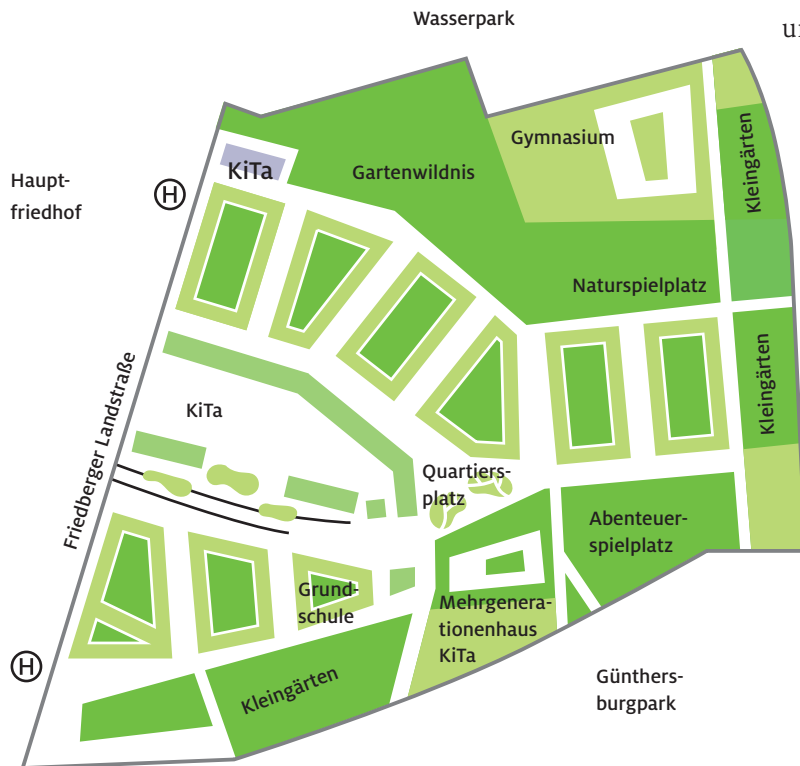 Wasserpark
Gymnasium
KiTa
Gartenwildnis
Kleingärten
Haupt-
friedhof
H
Naturspielplatz
Kleingärten
Friedberger Landstraße
KiTa
Quartiers-
platz
Abenteuer-
spielplatz
Grund-
schule
Mehrgenera-
tionenhaus
KiTa
H
Kleingärten
Günthers-
burgpark